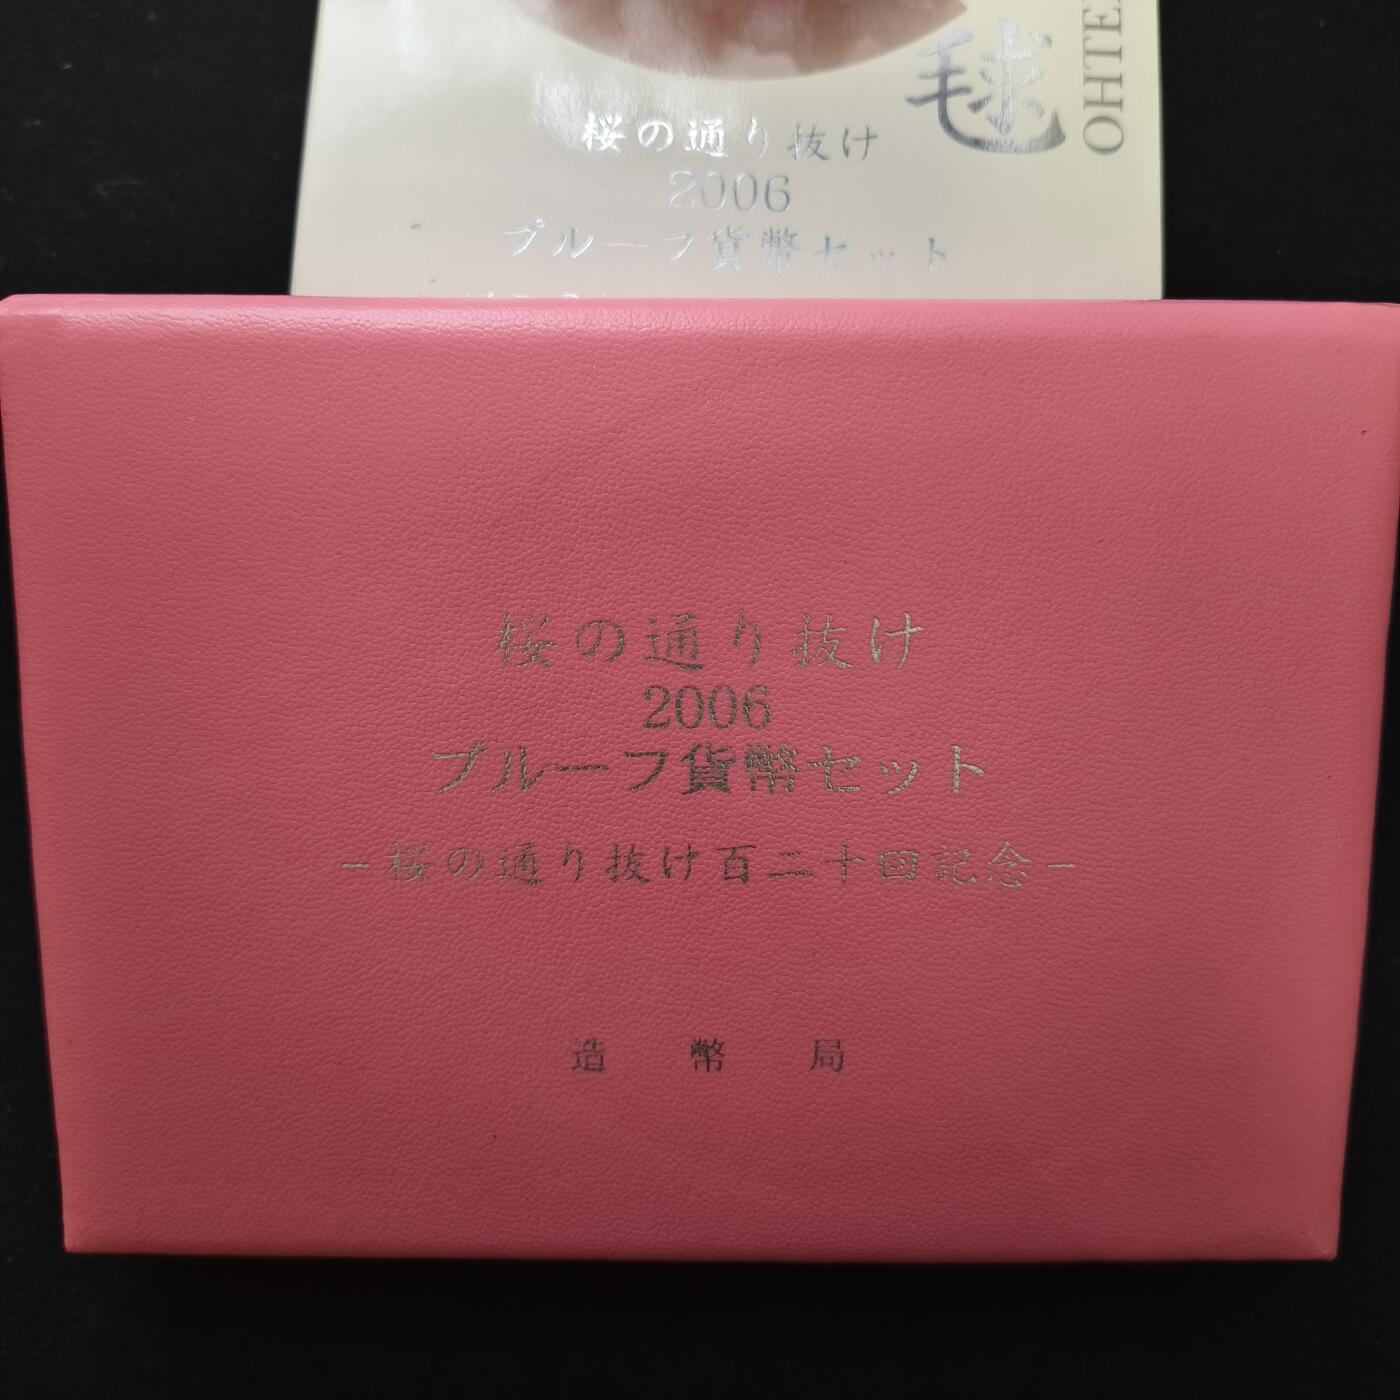 毬
桜の通り抜け
2006
プルーフ貨幣セット
桜の通り抜け
2006
プルーフ貨幣セット
−桜の通り抜け百二十回記念−
造幣局